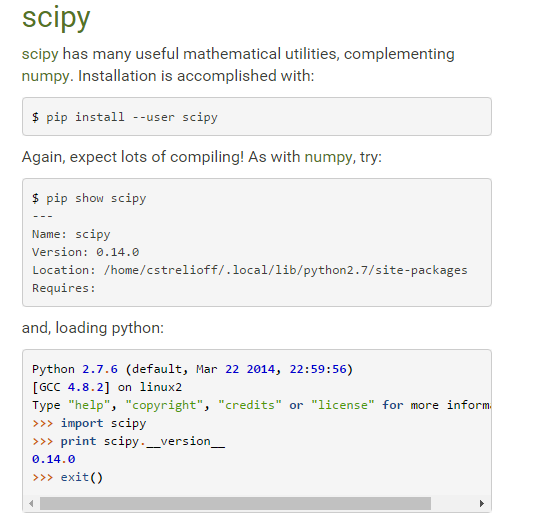 scipy
scipy has many useful mathematical utilities, complementing
numpy. Installation is accomplished with:
$ pip install --user scipy
Again, expect lots of compiling! As with numpy, try:
$ pip show scipy
---
Name: scipy
Version: 0.14.0
Location: /home/cstrelioff/.local/lib/python2.7/site-packages
Requires:
and, loading python:
Python 2.7.6 (default, Mar 22 2014, 22:59:56)
[GCC 4.8.2] on linux2
Type "help", "copyright", "credits" or "license" for more inform
>>> import scipy
>>> print scipy.__version__
0.14.0
>>> exit()